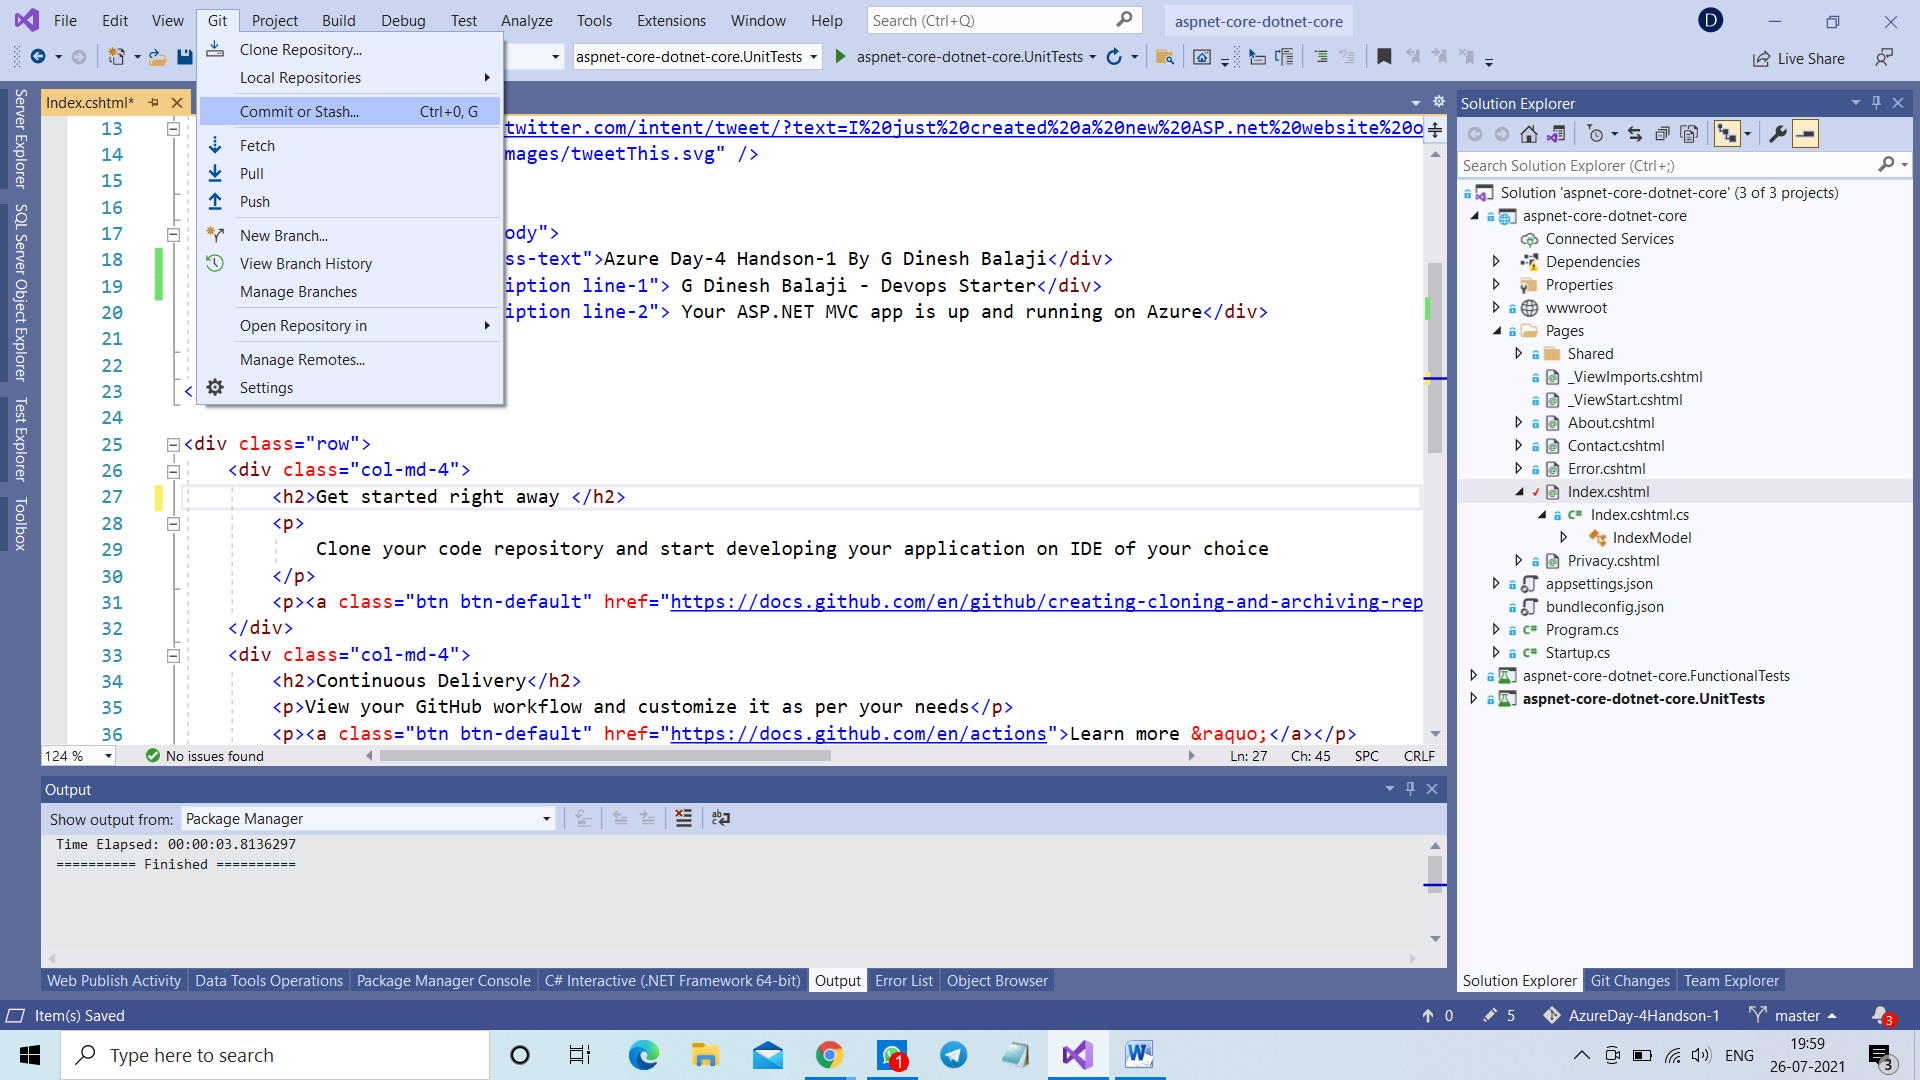 File Edit View Git Project Build Debug Test Analyze Tools Extensions Window Help Search (Ctrl+Q) aspnet-core-dotnet-core D
aspnet-core-dotnet-core.UnitTests aspnet-core-dotnet-core.UnitTests Live Share
Clone Repository...
Local Repositories
Commit or Stash... Ctrl+0, G
Fetch
Pull
Push
New Branch...
View Branch History
Manage Branches
Open Repository in
Manage Remotes...
Settings
Server Explorer
SQL Server Object Explorer
Test Explorer
Toolbox
Index.cshtml*
13 twitter.com/intent/tweet/?text=I%20just%20created%20a%20new%20ASP.net%20website%20o
14 mages/tweetThis.svg" />
15
16
17 ody">
18 ss-text">Azure Day-4 Handson-1 By G Dinesh Balaji</div>
19 iption line-1"> G Dinesh Balaji - Devops Starter</div>
20 iption line-2"> Your ASP.NET MVC app is up and running on Azure</div>
21
22
23 <
24
25 <div class="row">
26 <div class="col-md-4">
27 <h2>Get started right away </h2>
28 <p>
29 Clone your code repository and start developing your application on IDE of your choice
30 </p>
31 <p><a class="btn btn-default" href="https://docs.github.com/en/github/creating-cloning-and-archiving-rep
32 </div>
33 <div class="col-md-4">
34 <h2>Continuous Delivery</h2>
35 <p>View your GitHub workflow and customize it as per your needs</p>
36 <p><a class="btn btn-default" href="https://docs.github.com/en/actions">Learn more &raquo;</a></p>
124 % No issues found Ln: 27 Ch: 45 SPC CRLF
Output
Show output from: Package Manager
Time Elapsed: 00:00:03.8136297
========== Finished ==========
Web Publish Activity Data Tools Operations Package Manager Console C# Interactive (.NET Framework 64-bit) Output Error List Object Browser
Solution Explorer
Search Solution Explorer (Ctrl+;)
Solution 'aspnet-core-dotnet-core' (3 of 3 projects)
aspnet-core-dotnet-core
Connected Services
Dependencies
Properties
wwwroot
Pages
Shared
_ViewImports.cshtml
_ViewStart.cshtml
About.cshtml
Contact.cshtml
Error.cshtml
Index.cshtml
C# Index.cshtml.cs
IndexModel
Privacy.cshtml
appsettings.json
bundleconfig.json
C# Program.cs
C# Startup.cs
aspnet-core-dotnet-core.FunctionalTests
aspnet-core-dotnet-core.UnitTests
Solution Explorer Git Changes Team Explorer
Item(s) Saved 0 5 AzureDay-4Handson-1 master 3
Type here to search 1 ENG 19:59
26-07-2021 3